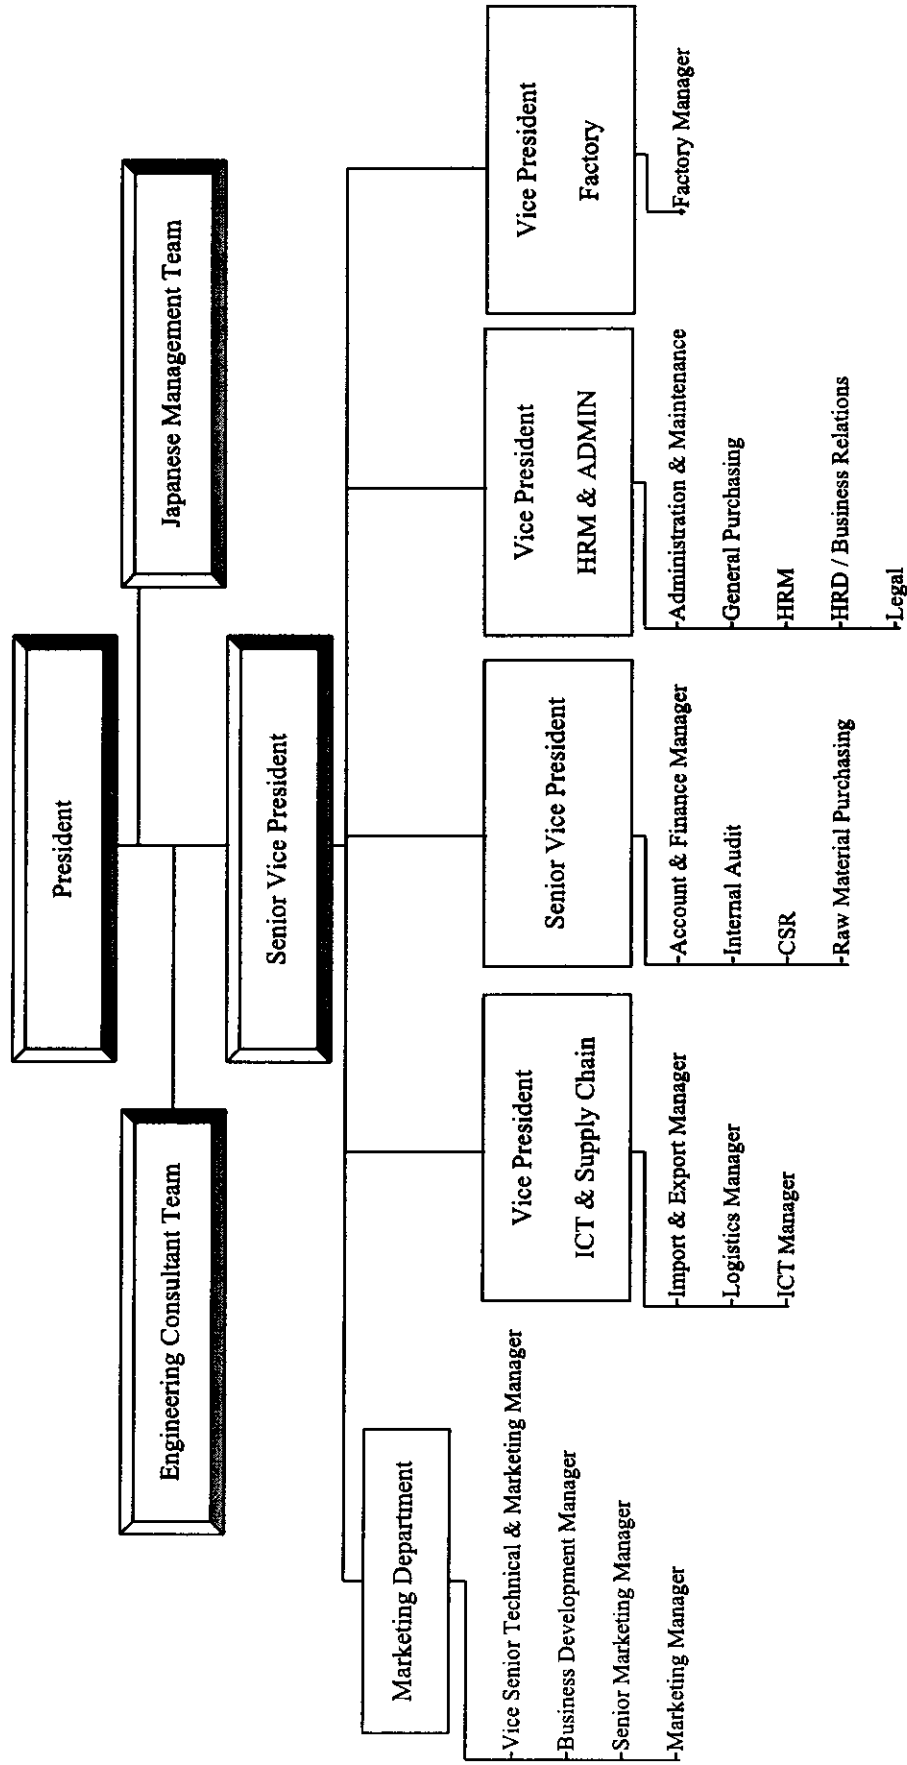 President
Engineering Consultant Team
Japanese Management Team
Senior Vice President
Marketing Department
-Vice Senior Technical & Marketing Manager
-Business Development Manager
-Senior Marketing Manager
-Marketing Manager
Vice President
ICT & Supply Chain
-Import & Export Manager
-Logistics Manager
-ICT Manager
Senior Vice President
-Account & Finance Manager
-Internal Audit
-CSR
-Raw Material Purchasing
Vice President
HRM & ADMIN
-Administration & Maintenance
-General Purchasing
-HRM
-HRD / Business Relations
-Legal
Vice President
Factory
-Factory Manager